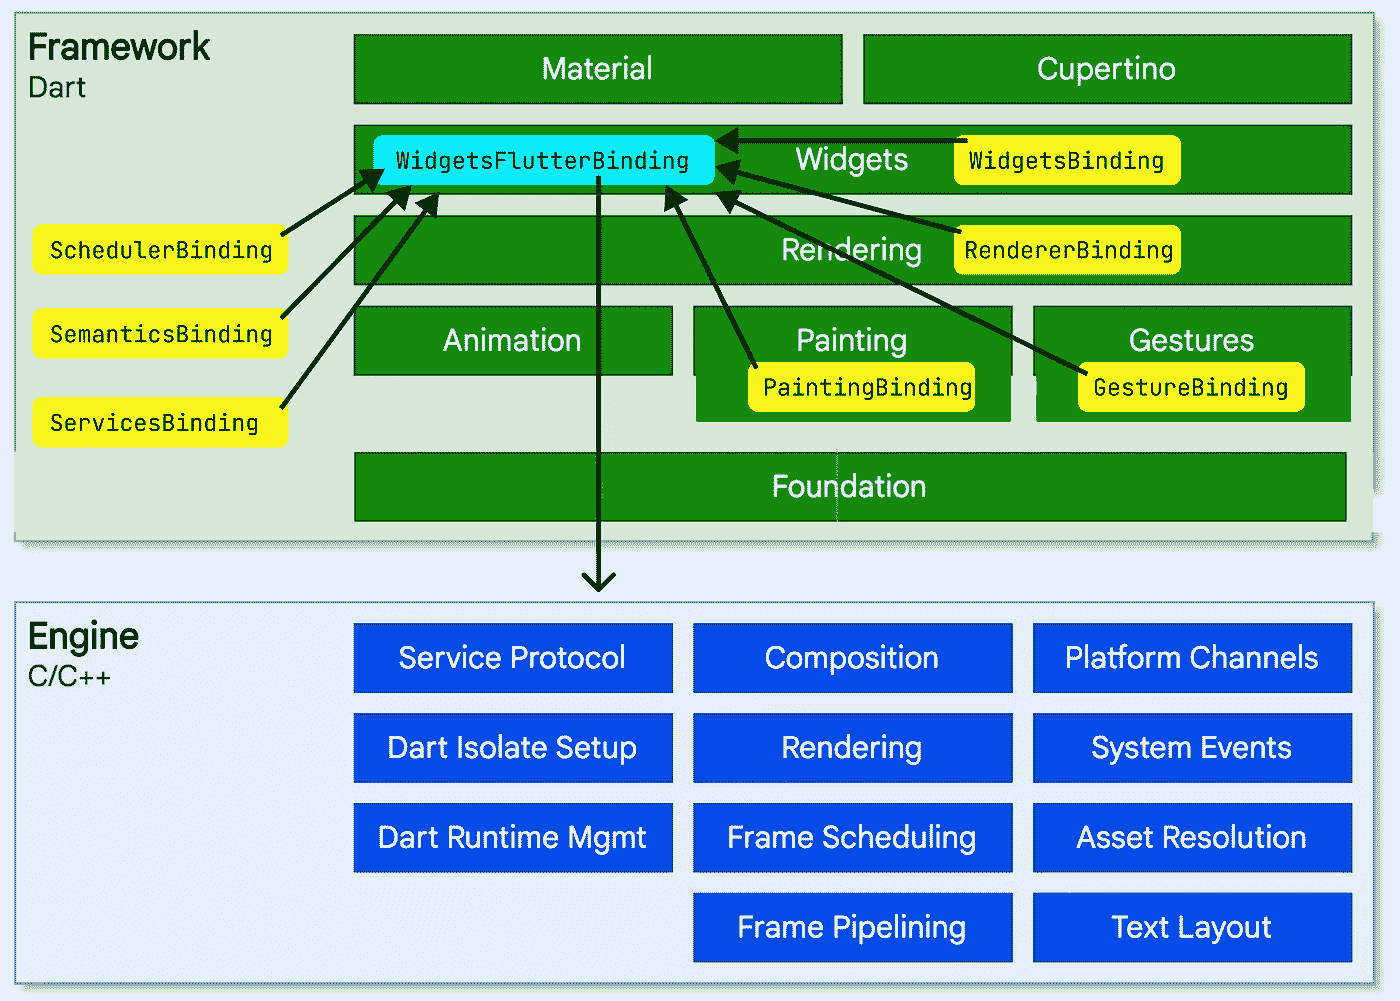 Framework
Dart
Material
Cupertino
WidgetsFlutterBinding
Widgets
WidgetsBinding
SchedulerBinding
Rendering
RendererBinding
SemanticsBinding
Animation
Painting
Gestures
PaintingBinding
GestureBinding
ServicesBinding
Foundation
Engine
C/C++
Service Protocol
Composition
Platform Channels
Dart Isolate Setup
Rendering
System Events
Dart Runtime Mgmt
Frame Scheduling
Asset Resolution
Frame Pipelining
Text Layout